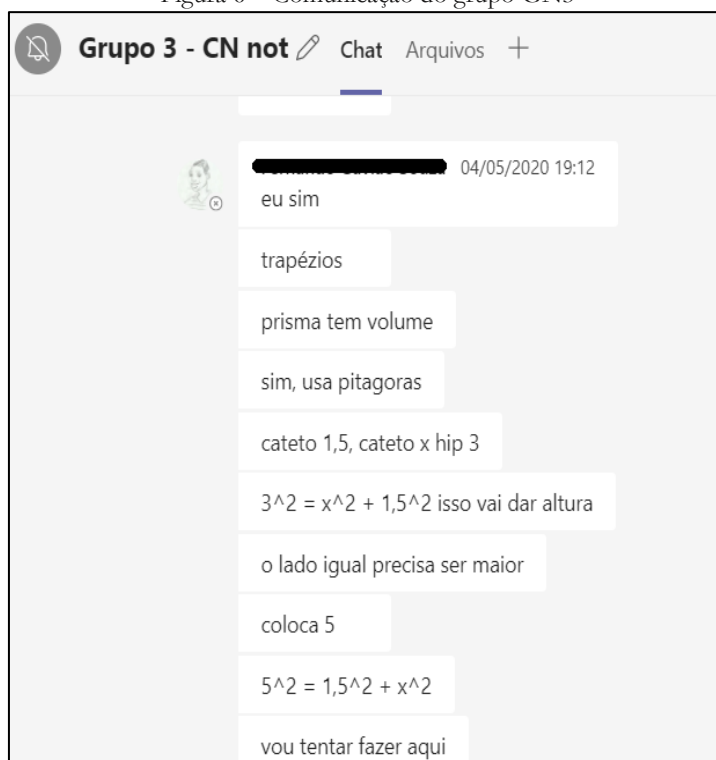 Grupo 3 - CN not Chat Arquivos +
04/05/2020 19:12
eu sim
trapézios
prisma tem volume
sim, usa pitagoras
cateto 1,5, cateto x hip 3
3^2 = x^2 + 1,5^2 isso vai dar altura
o lado igual precisa ser maior
coloca 5
5^2 = 1,5^2 + x^2
vou tentar fazer aqui